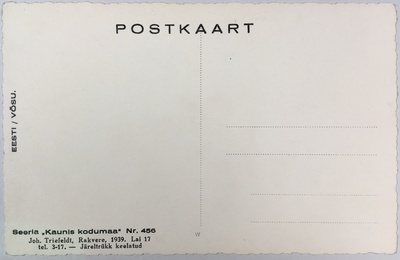 POSTKAART
EESTI / VÕSU.
Seeria „Kaunis kodumaa" Nr. 456
Joh. Triefeldt, Rakvere, 1939. Lai 17
tel. 3-17. — Järeltrükk keelatud